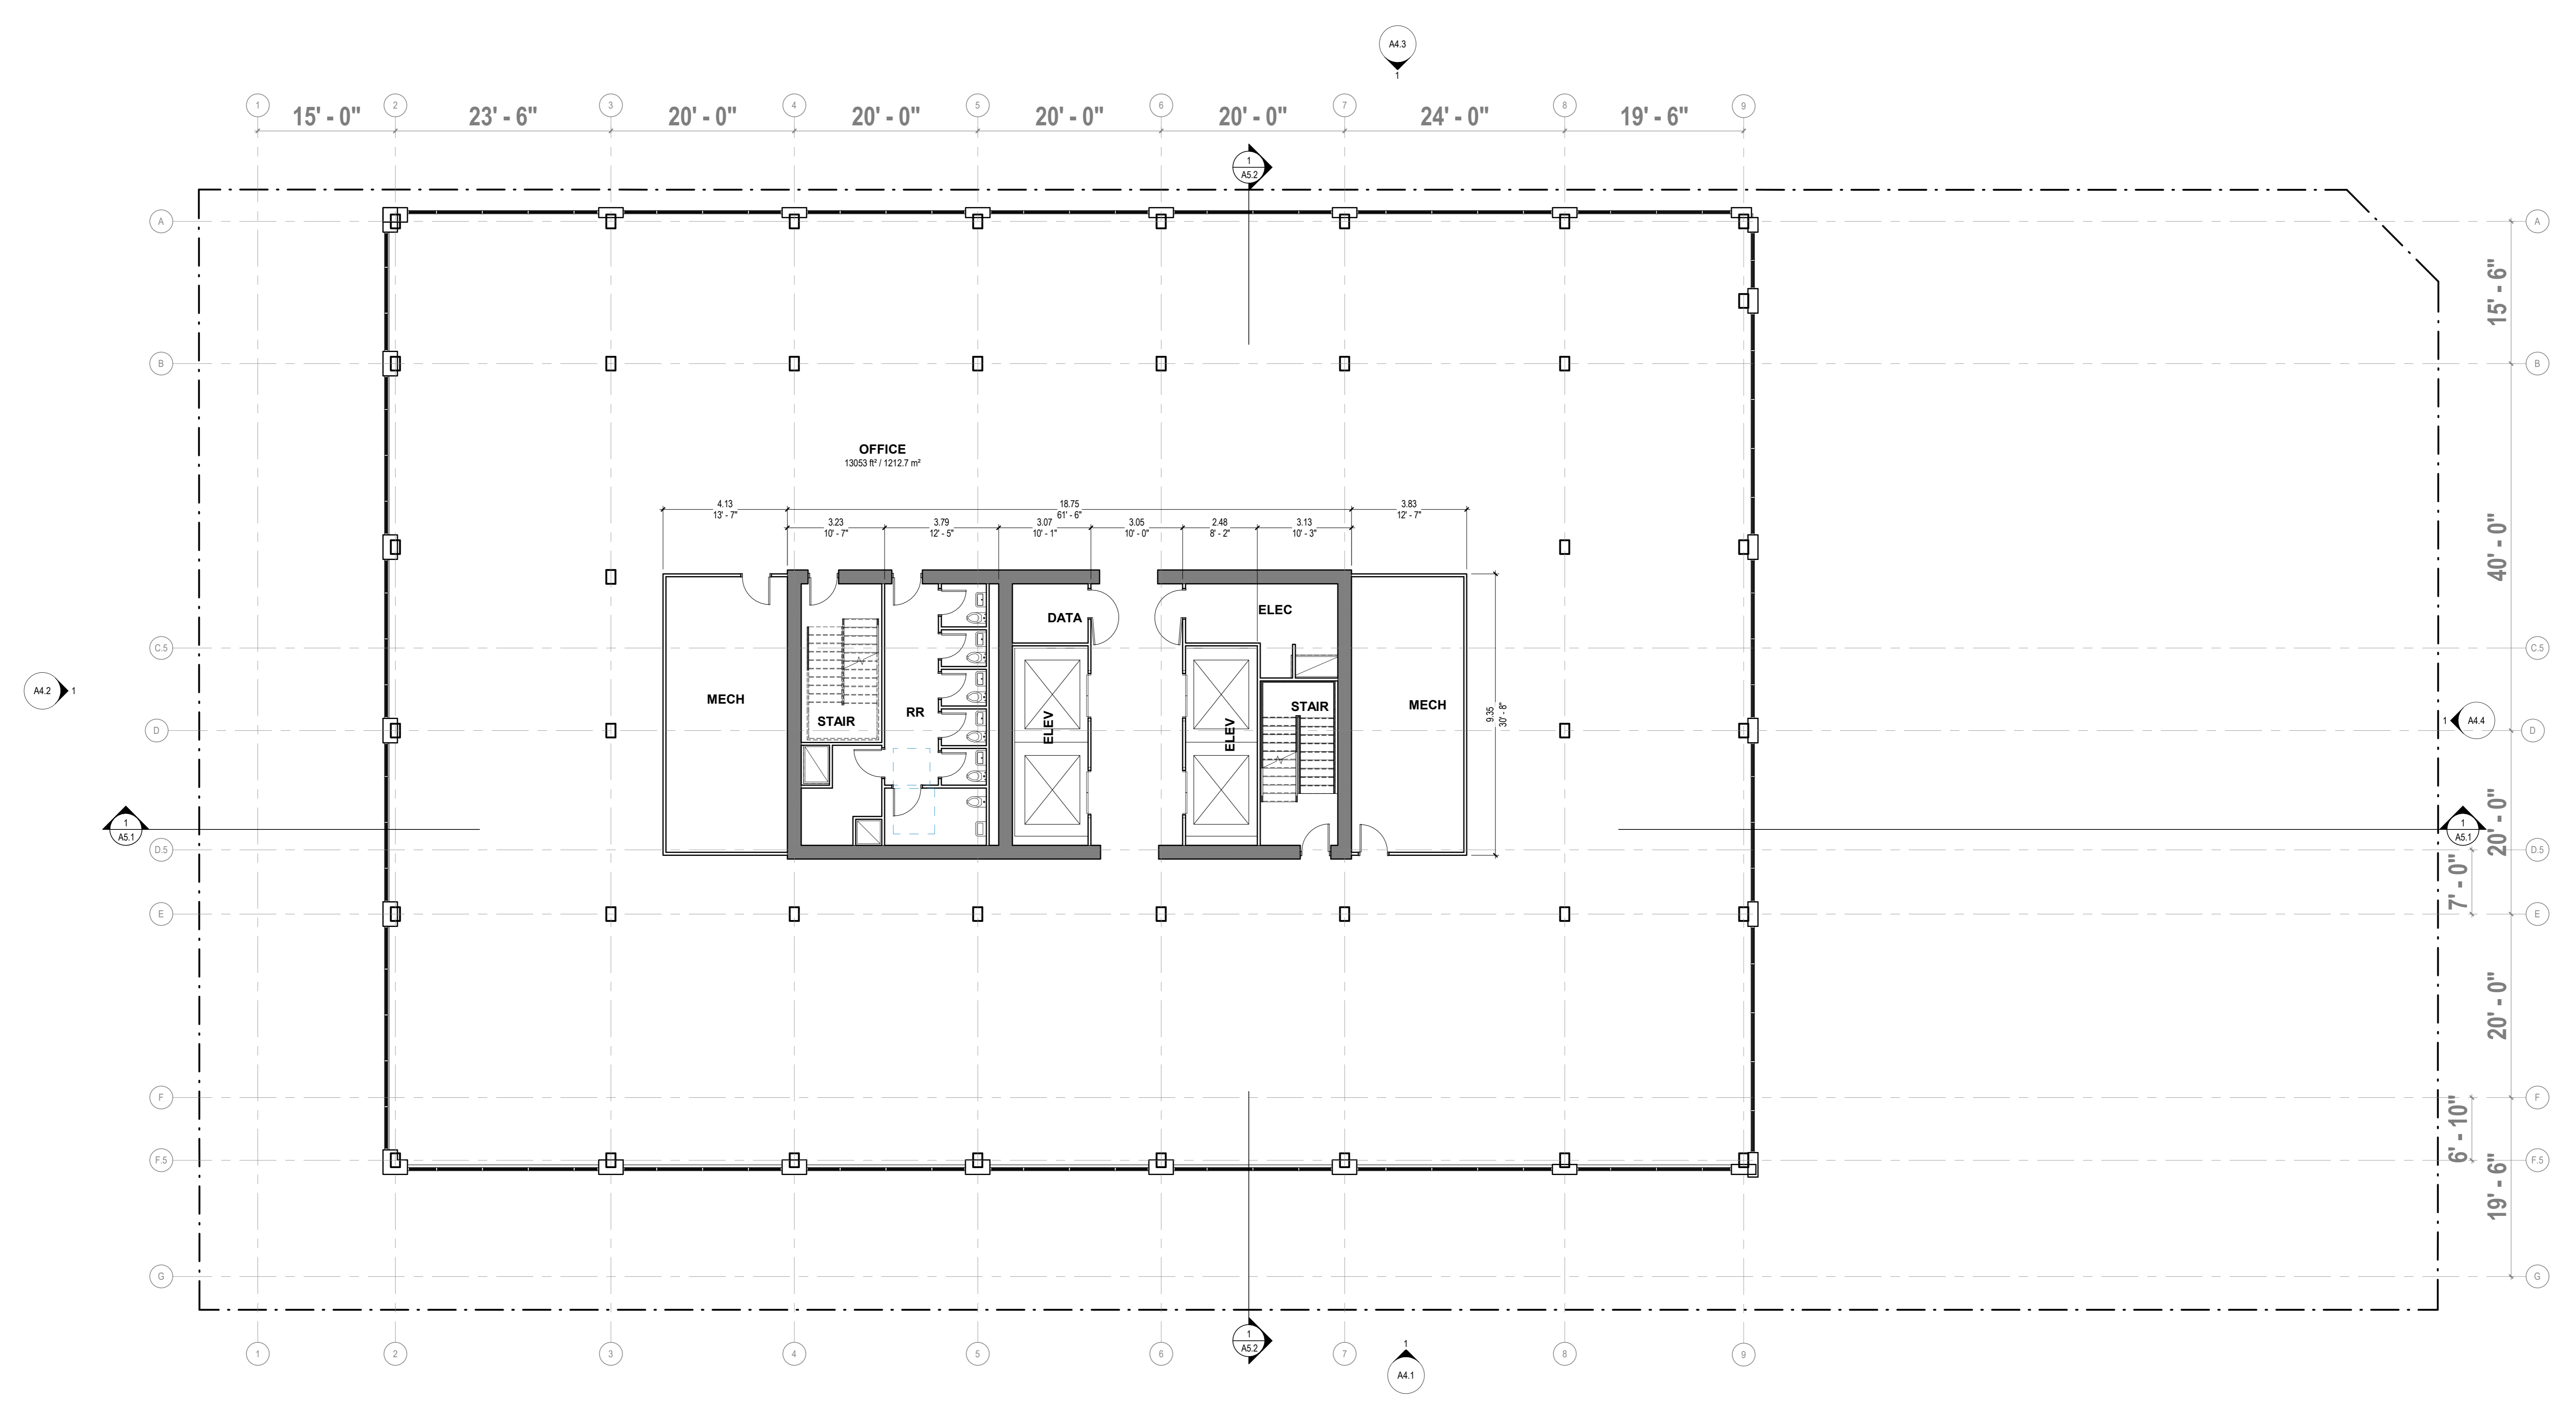 A4.3
1
1 2 3 4 5 6 7 8 9
15' - 0" 23' - 6" 20' - 0" 20' - 0" 20' - 0" 20' - 0" 24' - 0" 19' - 6"
1
A5.2
A A
15' - 6"
B B
OFFICE
13053 ft² / 1212.7 m²
40' - 0"
4.13 18.75 3.83
13' - 7" 61' - 6" 12' - 7"
3.23 3.79 3.07 3.05 2.48 3.13
10' - 7" 12' - 5" 10' - 1" 10' - 0" 8' - 2" 10' - 3"
DATA ELEC
C.5 C.5
A4.2 1
MECH STAIR RR ELEV ELEV STAIR MECH
9.35
30' - 8"
1 A4.4
D D
20' - 0"
1
A5.1
1
A5.1
D.5 D.5
7' - 0"
E E
20' - 0"
F F
6' - 10"
F.5 F.5
19' - 6"
G G
1
A5.2
1 2 3 4 5 6 7 8 9
1
A4.1